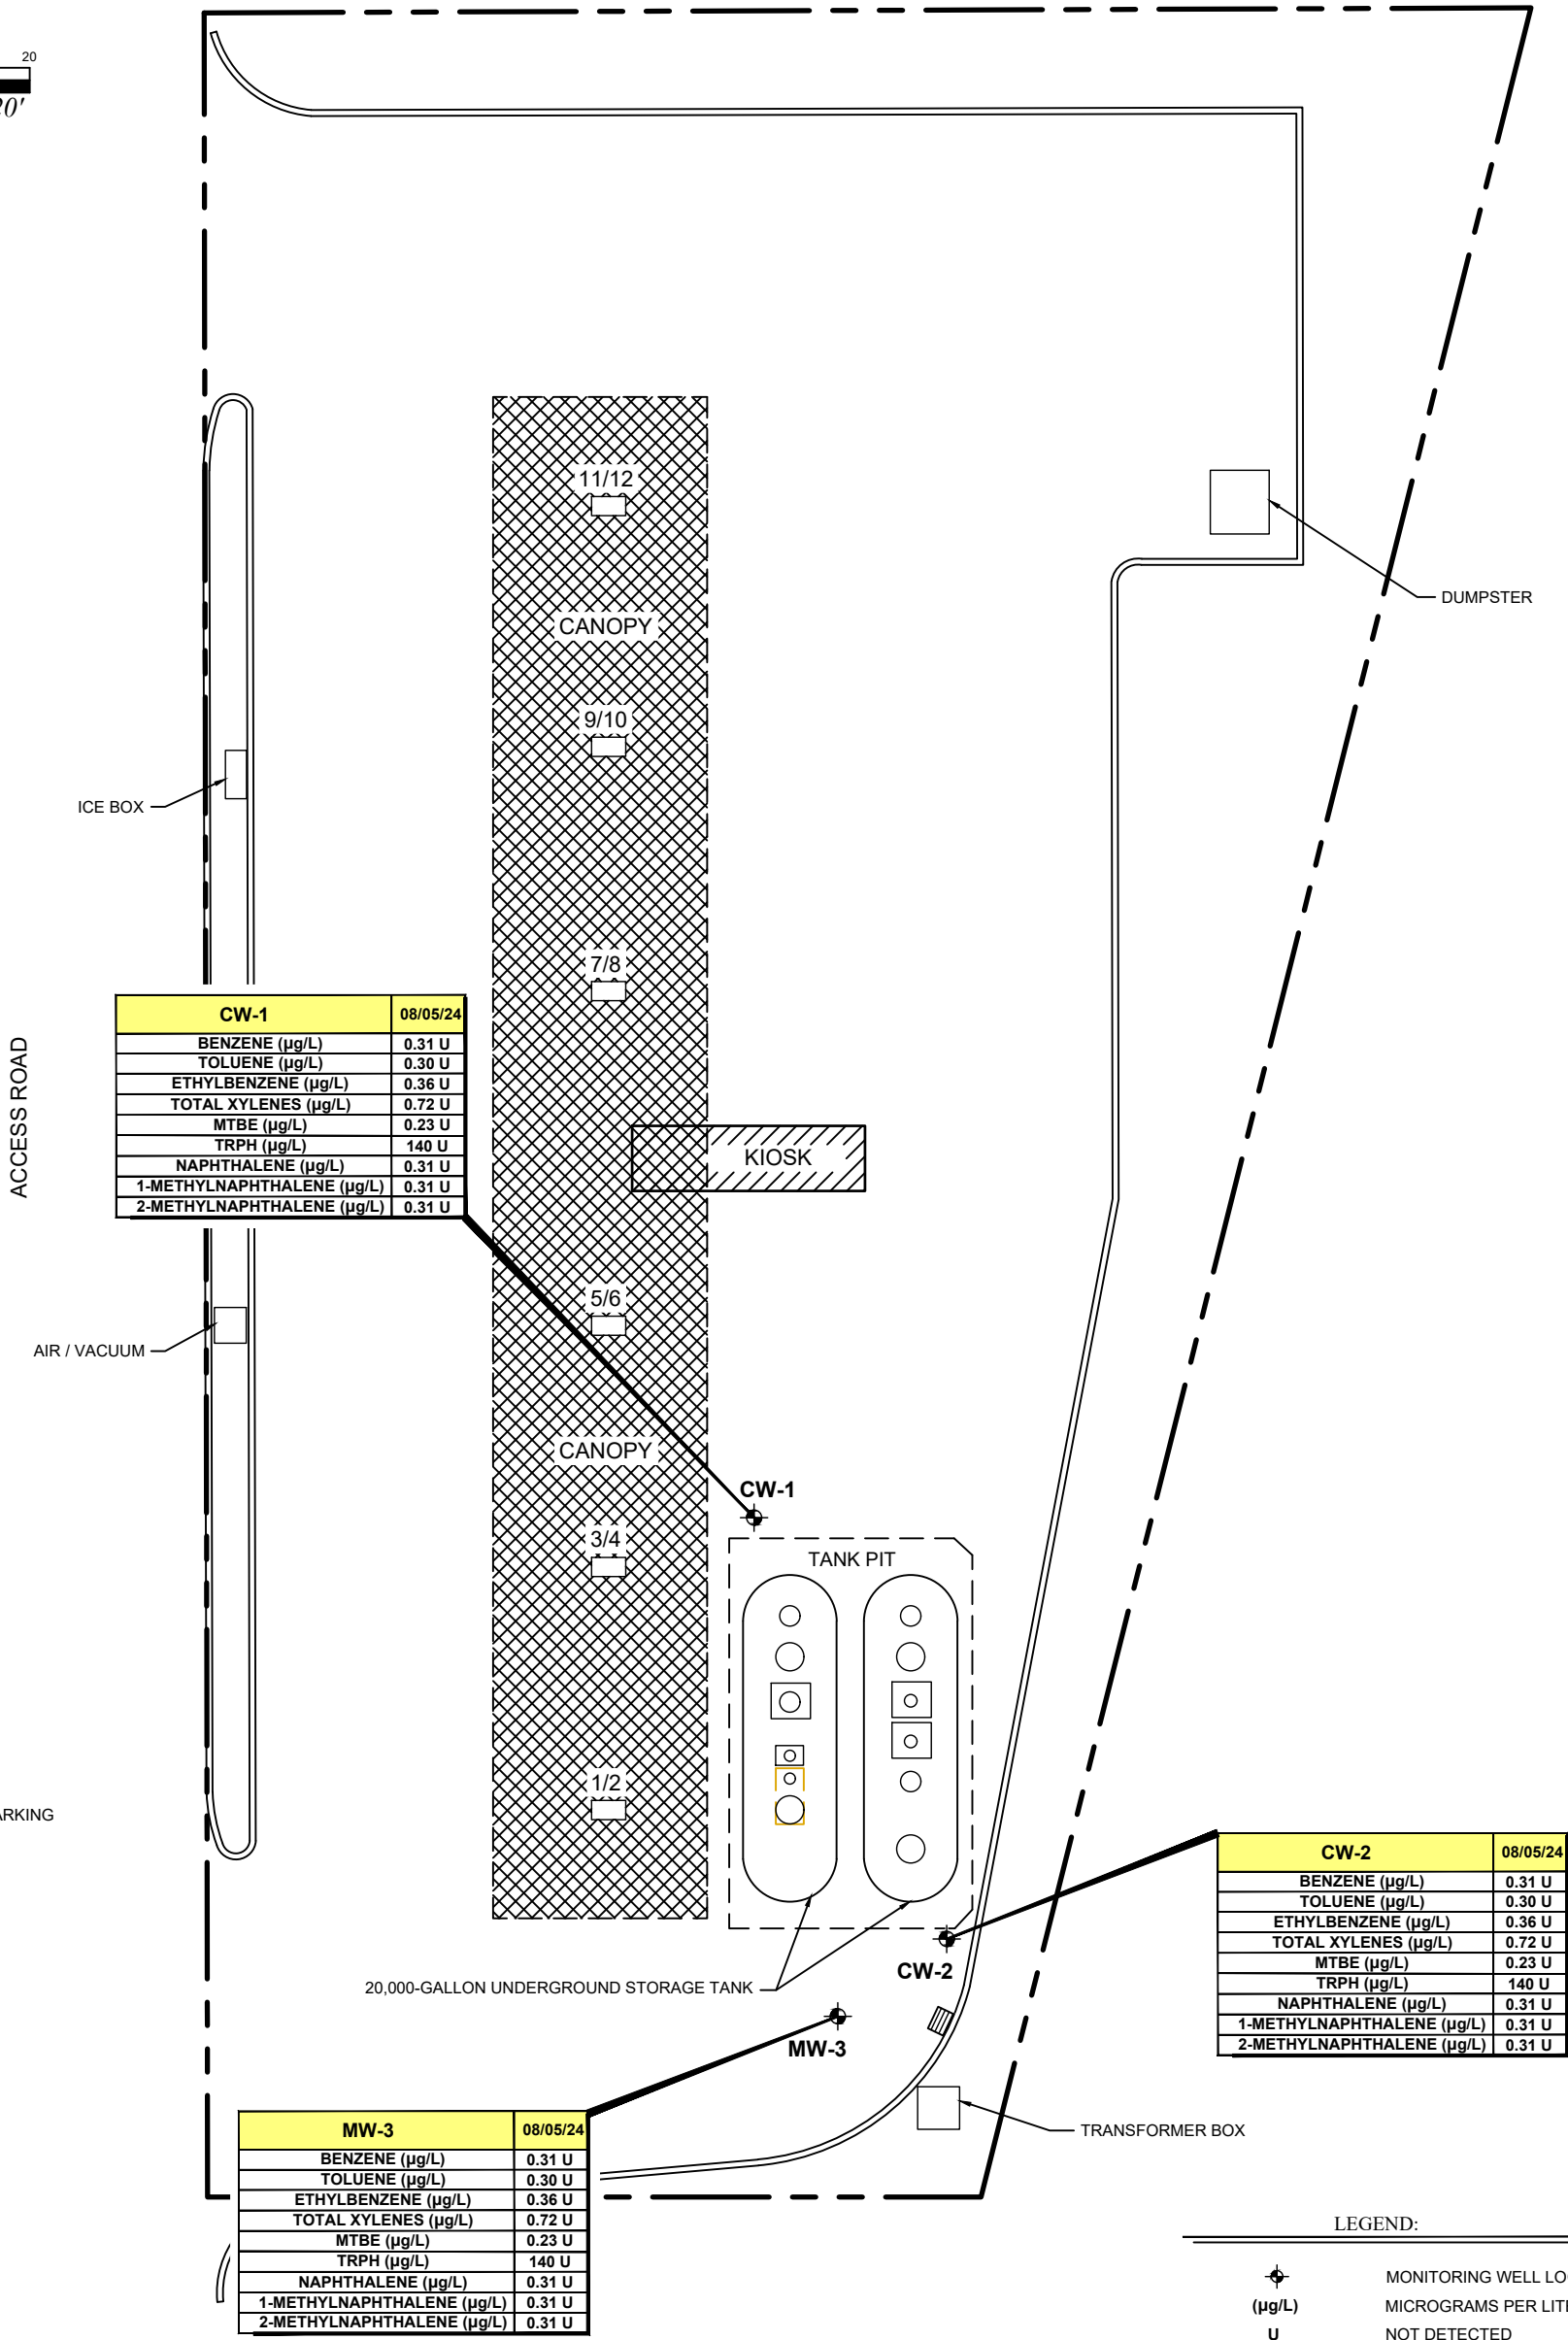 20
20'
11/12
CANOPY
DUMPSTER
9/10
ICE BOX
7/8
ACCESS ROAD
CW-1 08/05/24
BENZENE (µg/L) 0.31 U
TOLUENE (µg/L) 0.30 U
ETHYLBENZENE (µg/L) 0.36 U
TOTAL XYLENES (µg/L) 0.72 U
MTBE (µg/L) 0.23 U
TRPH (µg/L) 140 U
NAPHTHALENE (µg/L) 0.31 U
1-METHYLNAPHTHALENE (µg/L) 0.31 U
2-METHYLNAPHTHALENE (µg/L) 0.31 U
KIOSK
5/6
AIR / VACUUM
CANOPY
CW-1
3/4
TANK PIT
1/2
ARKING
CW-2 08/05/24
BENZENE (µg/L) 0.31 U
TOLUENE (µg/L) 0.30 U
ETHYLBENZENE (µg/L) 0.36 U
TOTAL XYLENES (µg/L) 0.72 U
MTBE (µg/L) 0.23 U
TRPH (µg/L) 140 U
NAPHTHALENE (µg/L) 0.31 U
1-METHYLNAPHTHALENE (µg/L) 0.31 U
2-METHYLNAPHTHALENE (µg/L) 0.31 U
CW-2
20,000-GALLON UNDERGROUND STORAGE TANK
MW-3
TRANSFORMER BOX
MW-3 08/05/24
BENZENE (µg/L) 0.31 U
TOLUENE (µg/L) 0.30 U
ETHYLBENZENE (µg/L) 0.36 U
TOTAL XYLENES (µg/L) 0.72 U
MTBE (µg/L) 0.23 U
TRPH (µg/L) 140 U
NAPHTHALENE (µg/L) 0.31 U
1-METHYLNAPHTHALENE (µg/L) 0.31 U
2-METHYLNAPHTHALENE (µg/L) 0.31 U
LEGEND:
MONITORING WELL LO
(µg/L) MICROGRAMS PER LIT
U NOT DETECTED